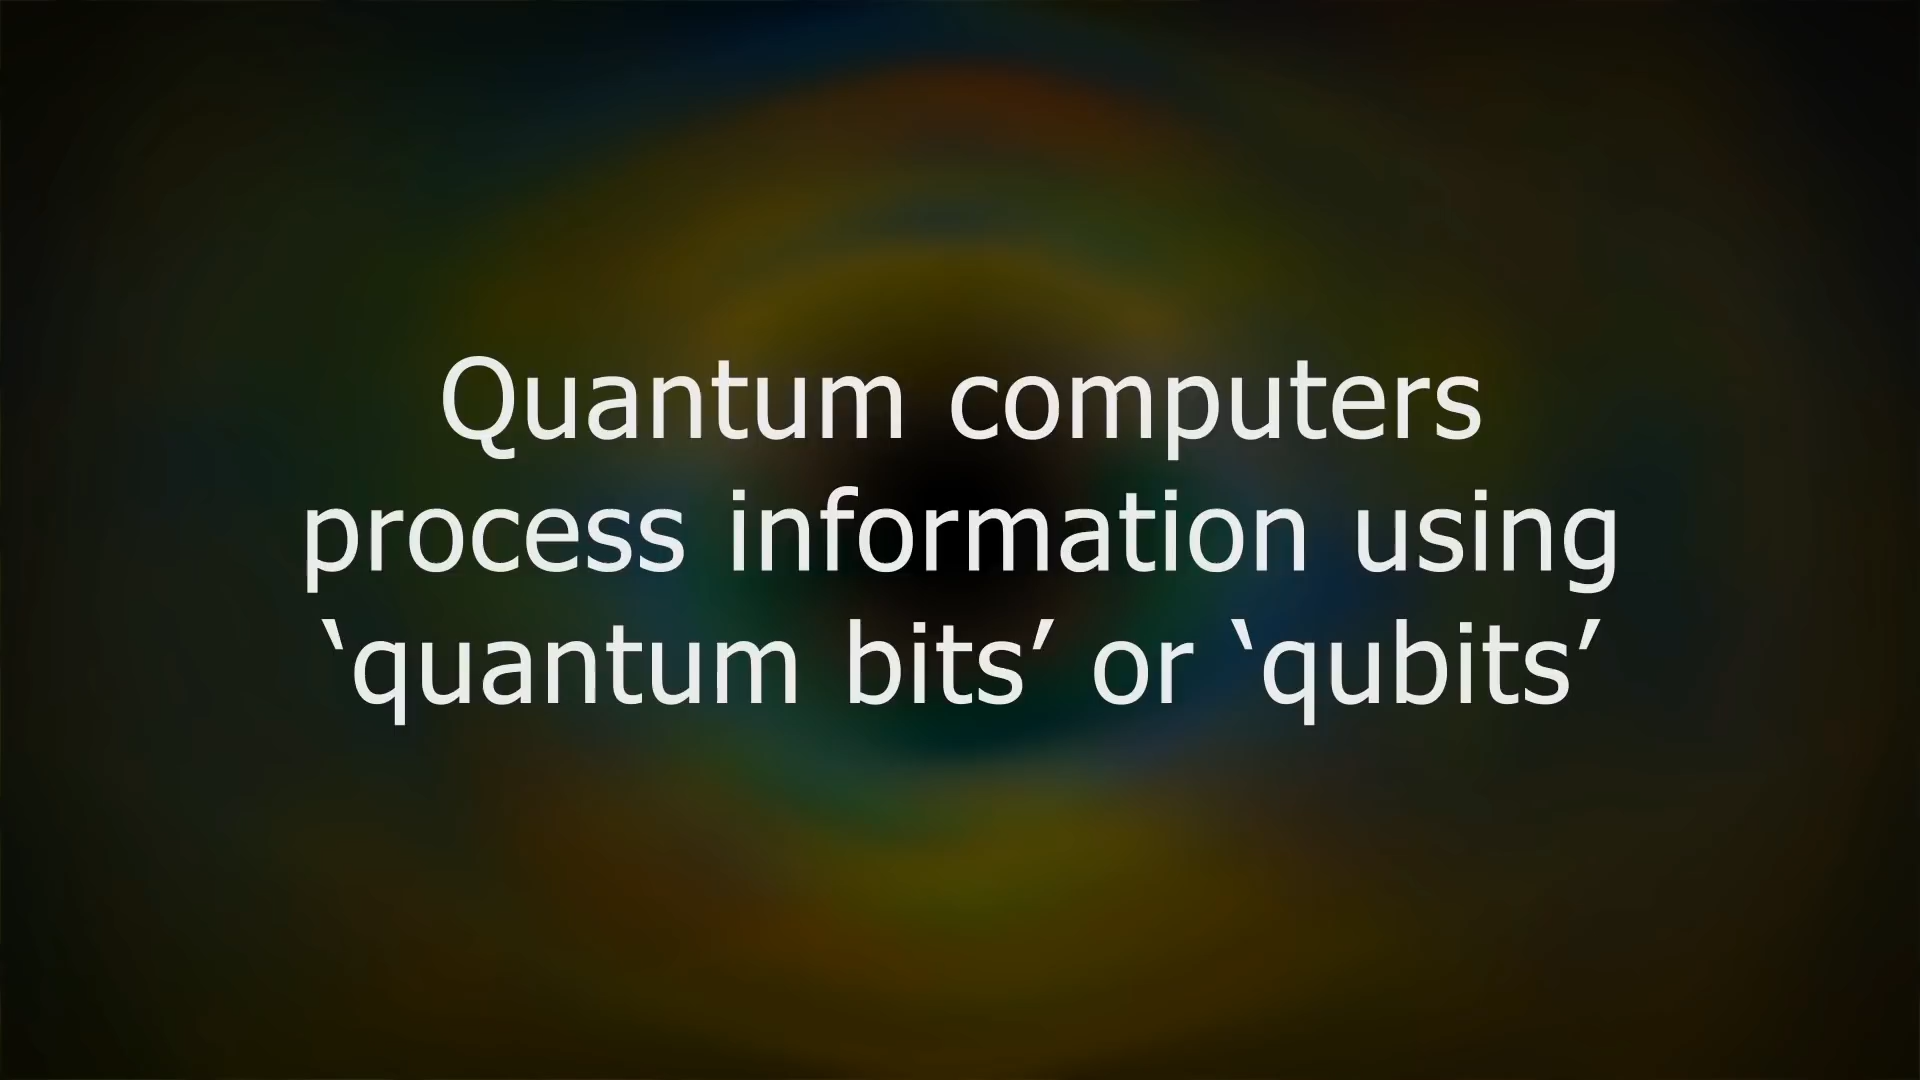 Quantum computers
process information using
‘quantum bits’ or ‘qubits’